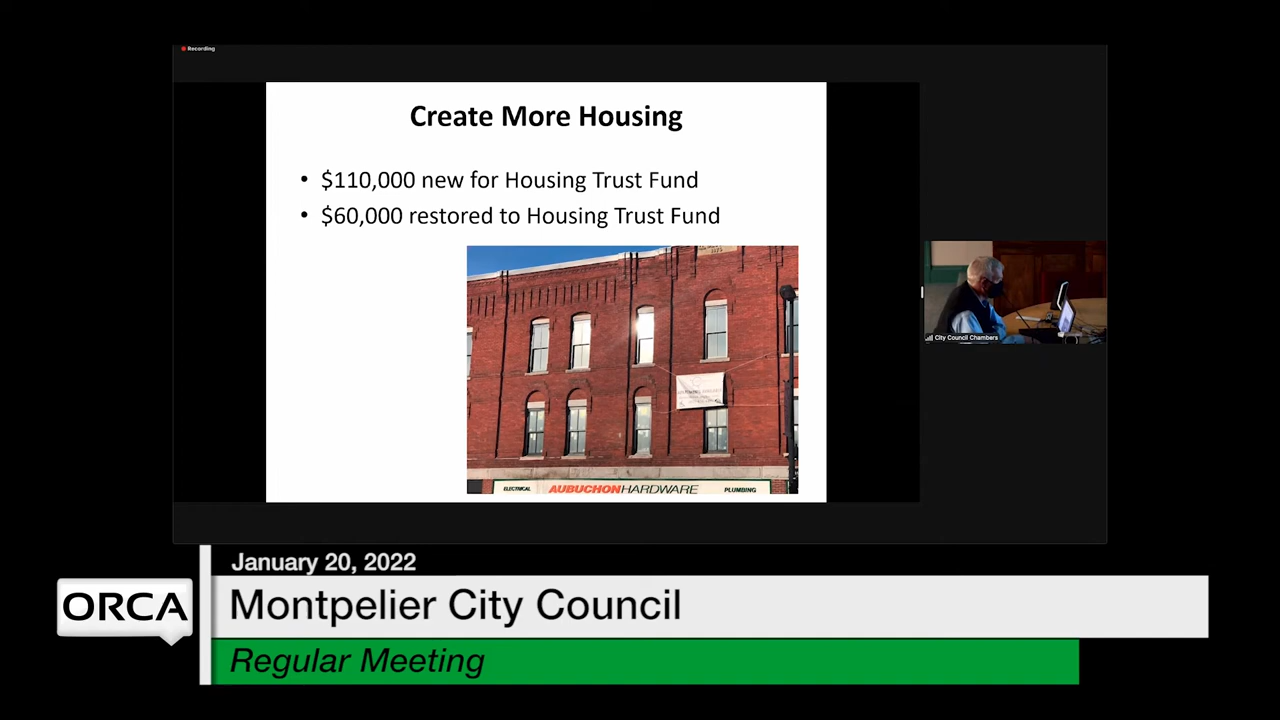 Recording
Create More Housing
• $110,000 new for Housing Trust Fund
• $60,000 restored to Housing Trust Fund
ELECTRICAL AUBUCHON HARDWARE PLUMBING
City Council Chambers
January 20, 2022
ORCA
Montpelier City Council
Regular Meeting